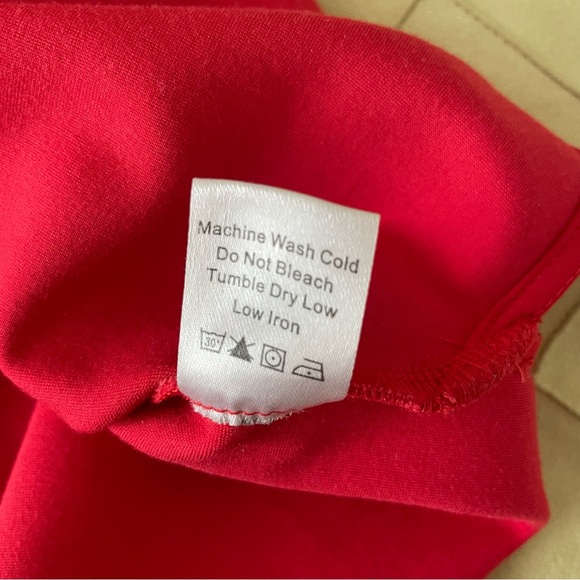 Machine Wash Cold
Do Not Bleach
Tumble Dry Low
Low Iron
30°